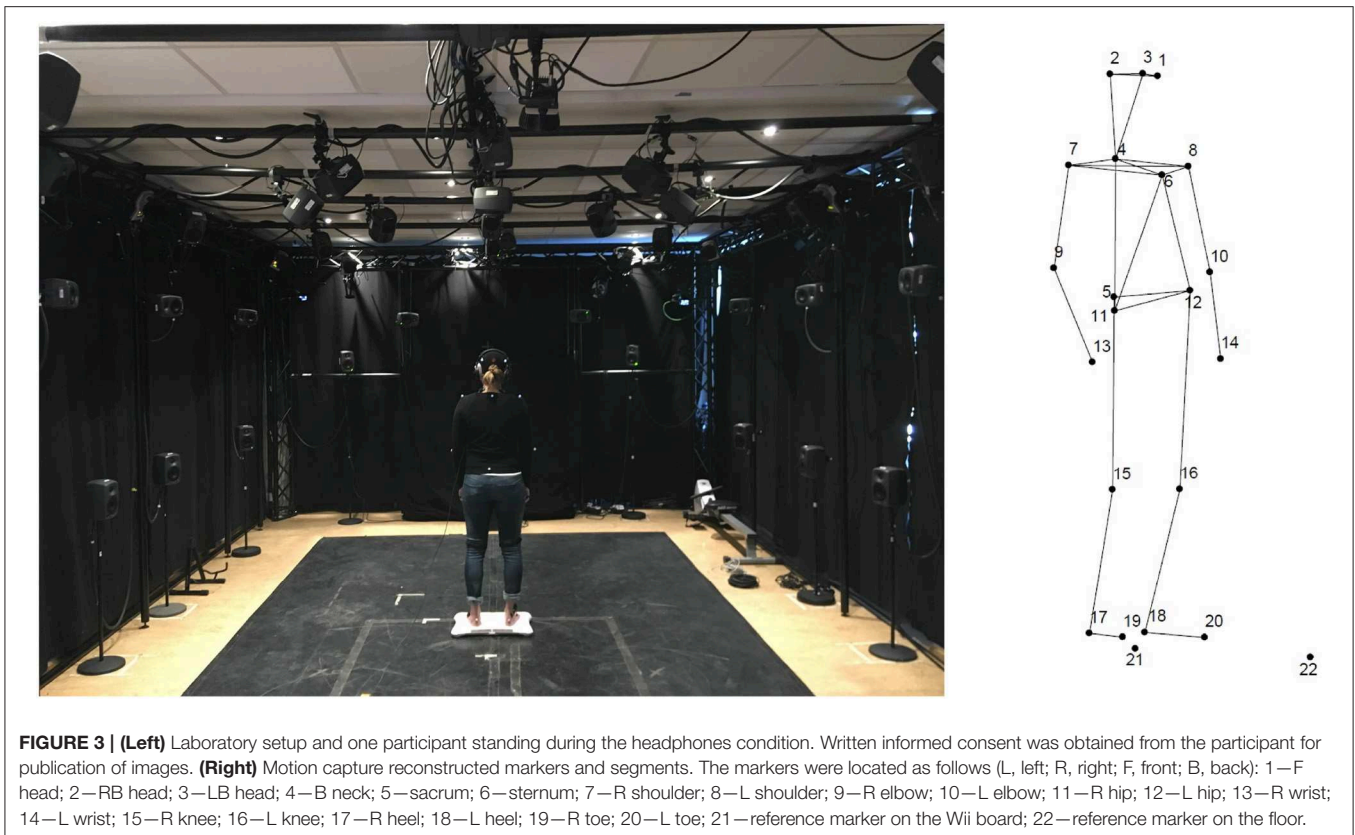 2 3 1
7 4 8
6
9 10
5 12
11
13 14
15 16
17 19 18 20
21 22
FIGURE 3 | (Left) Laboratory setup and one participant standing during the headphones condition. Written informed consent was obtained from the participant for
publication of images. (Right) Motion capture reconstructed markers and segments. The markers were located as follows (L, left; R, right; F, front; B, back): 1—F
head; 2—RB head; 3—LB head; 4—B neck; 5—sacrum; 6—sternum; 7—R shoulder; 8—L shoulder; 9—R elbow; 10—L elbow; 11—R hip; 12—L hip; 13—R wrist;
14—L wrist; 15—R knee; 16—L knee; 17—R heel; 18—L heel; 19—R toe; 20—L toe; 21—reference marker on the Wii board; 22—reference marker on the floor.